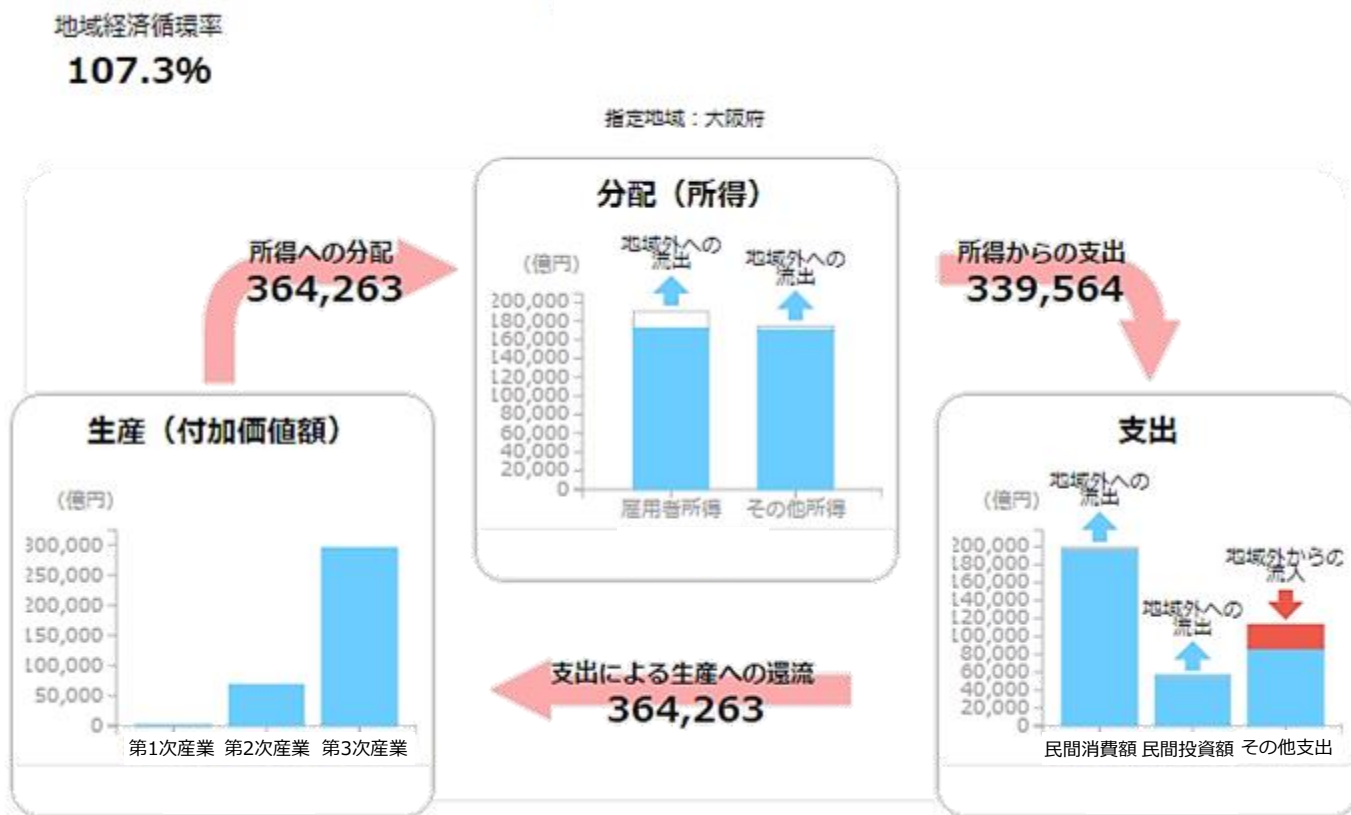 地域経済循環率
107.3%
指定地域：大阪府
分配（所得）
所得への分配
364,263
（億円）
地域外への
流出
地域外への
流出
200,000
180,000
160,000
140,000
120,000
100,000
80,000
60,000
40,000
20,000
0
雇用者所得
その他所得
所得からの支出
339,564
生産（付加価値額）
（億円）
300,000
250,000
200,000
150,000
100,000
50,000
0
第1次産業
第2次産業
第3次産業
支出による生産への還流
364,263
支出
（億円）
地域外への
流出
地域外への
流出
地域外からの
流入
200,000
180,000
160,000
140,000
120,000
100,000
80,000
60,000
40,000
20,000
0
民間消費額
民間投資額
その他支出